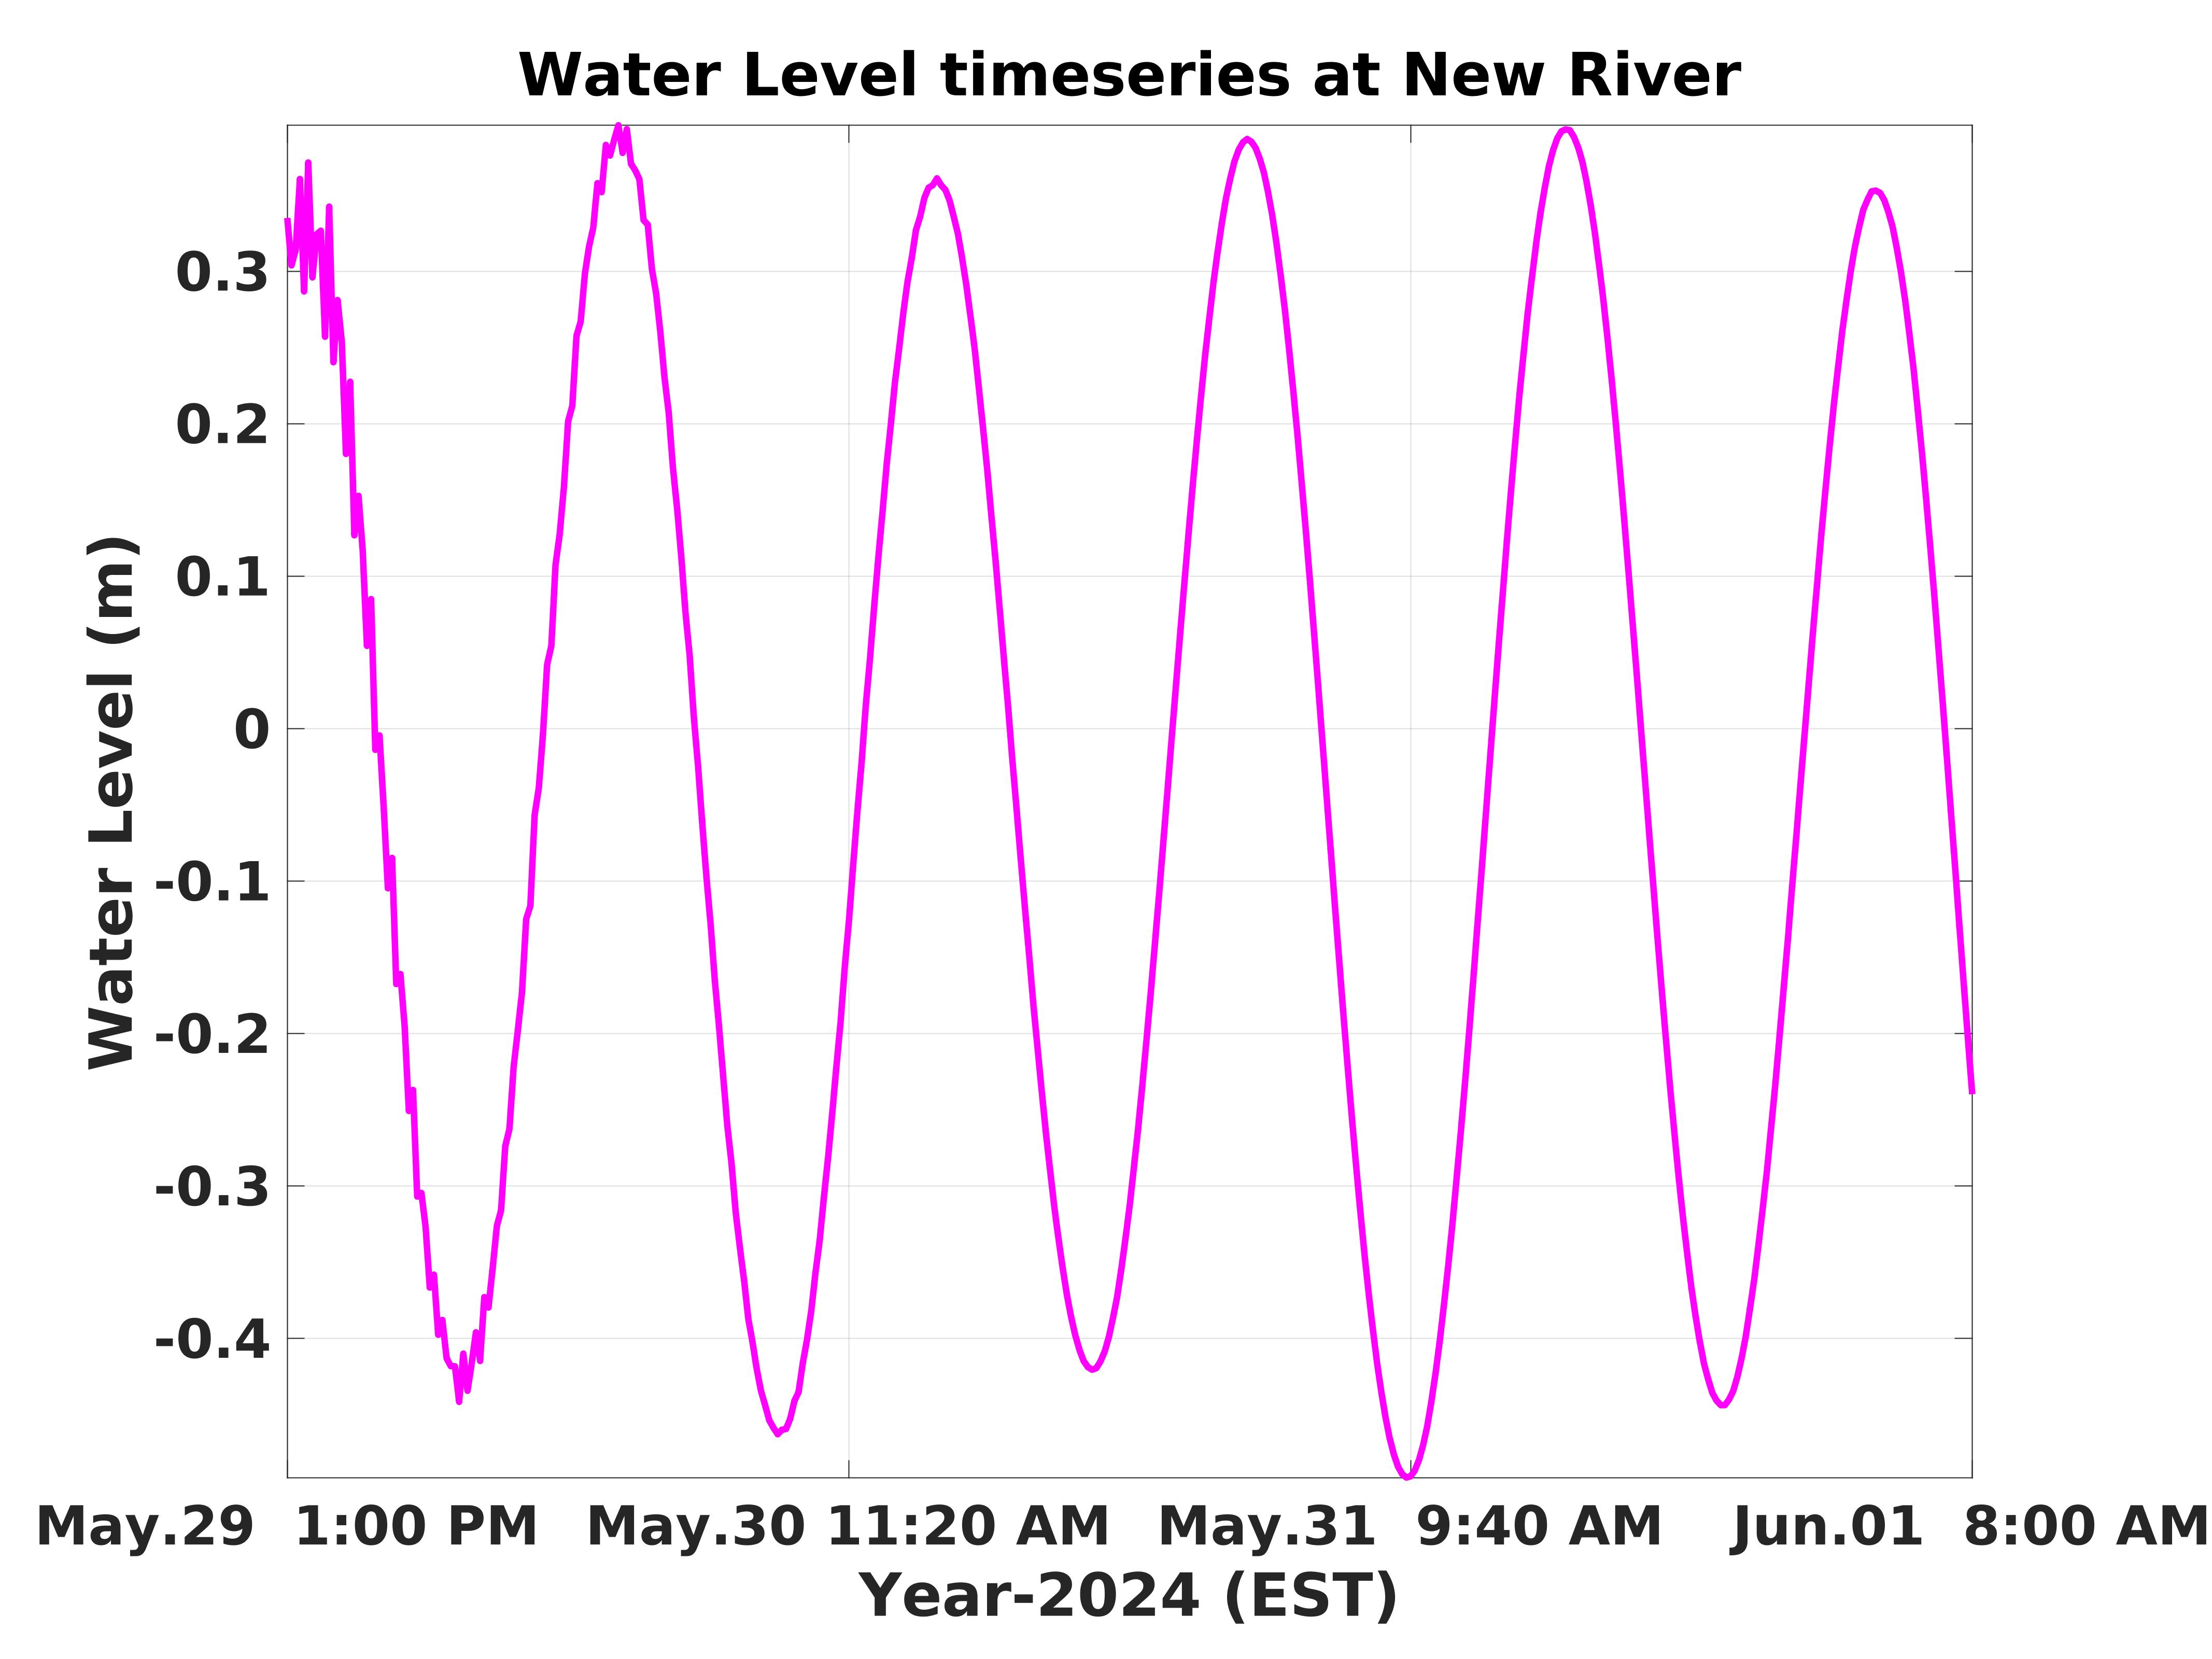 Water Level timeseries at New River
Water Level (m)
0.3
0.2
0.1
0
-0.1
-0.2
-0.3
-0.4
May.29 1:00 PM May.30 11:20 AM May.31 9:40 AM Jun.01 8:00 AM
Year-2024 (EST)